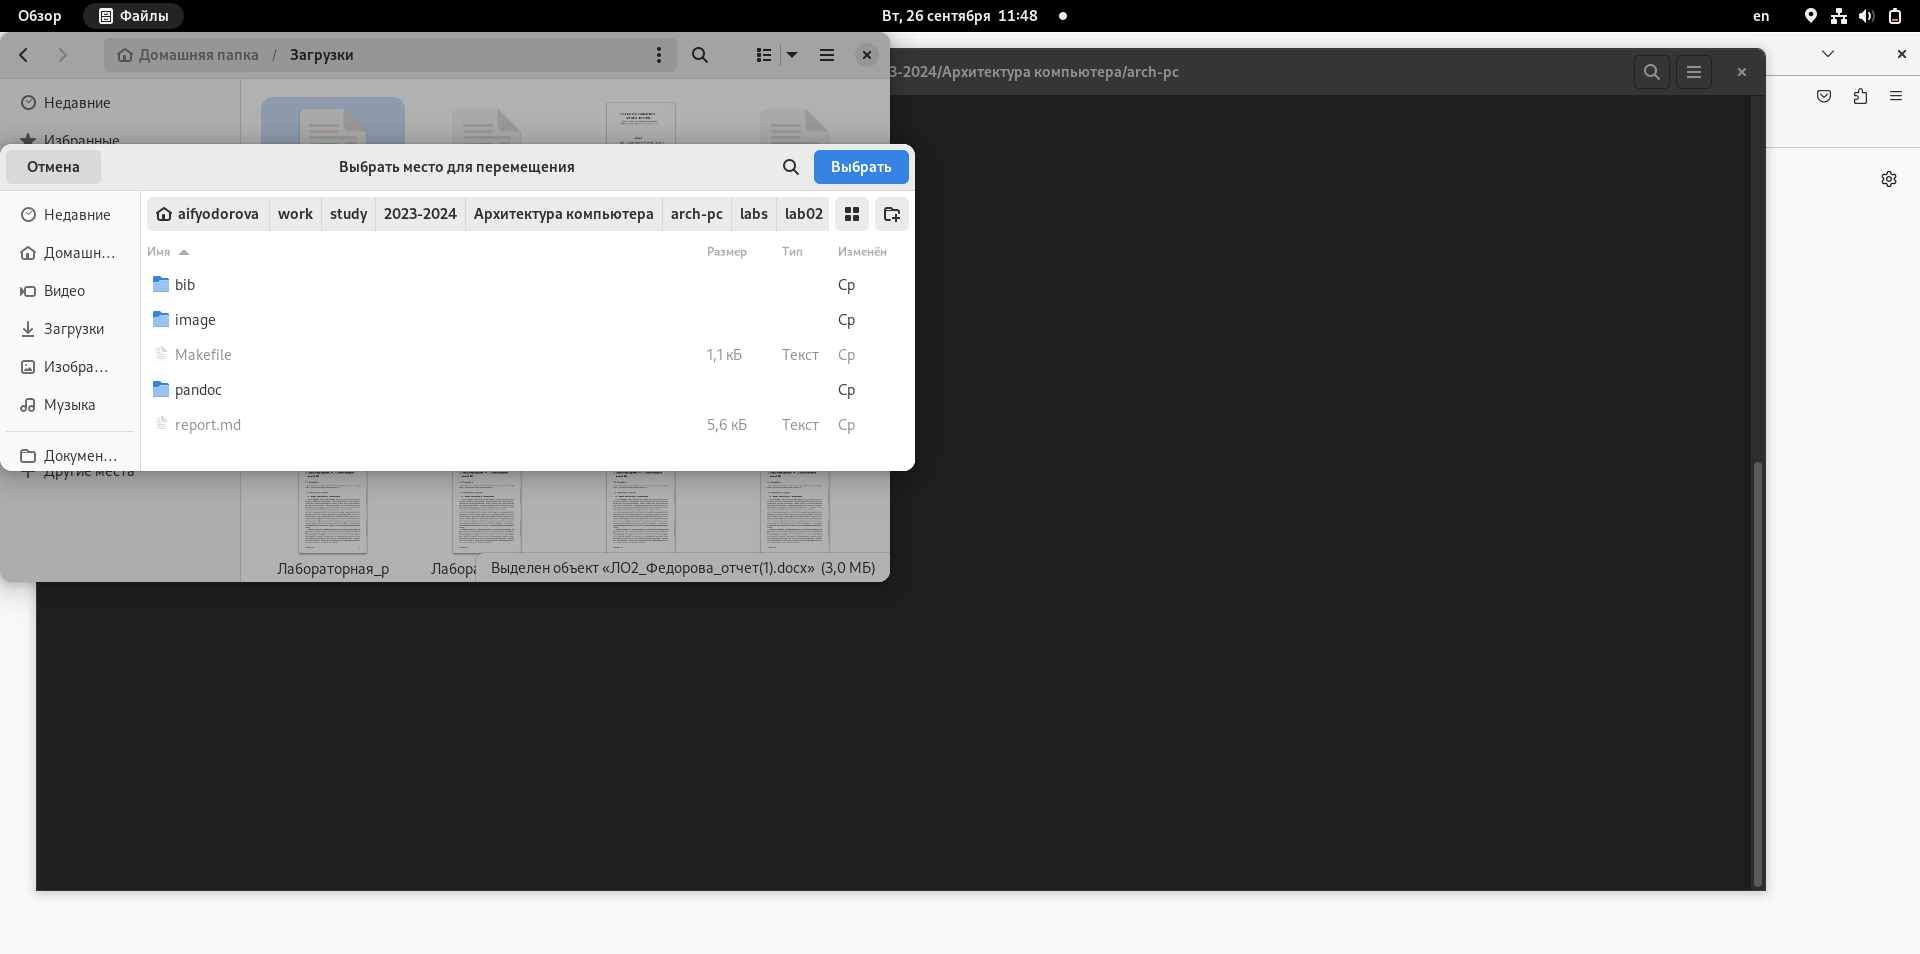 Обзор Файлы Вт, 26 сентября 11:48 en
Домашняя папка / Загрузки
3-2024/Архитектура компьютера/arch-pc
Недавние
Избранные
Отмена Выбрать место для перемещения Выбрать
Недавние
Домашн…
Видео
Загрузки
Изобра…
Музыка
Докумен…
aifyodorova work study 2023-2024 Архитектура компьютера arch-pc labs lab02
Имя Размер Тип Изменён
bib Ср
image Ср
Makefile 1,1 кБ Текст Ср
pandoc Ср
report.md 5,6 кБ Текст Ср
Другие места
Лабораторная_р Лабора Выделен объект «ЛО2_Федорова_отчет(1).docx» (3,0 МБ)